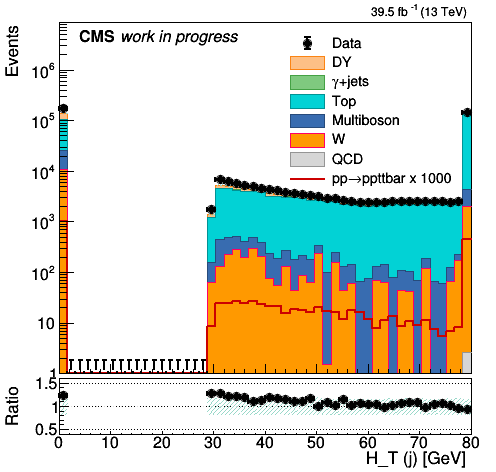 39.5 fb⁻¹ (13 TeV)
CMS work in progress
Events
Data
DY
γ+jets
Top
Multiboson
W
QCD
pp→ppttbar x 1000
10⁶
10⁵
10⁴
10³
10²
10
1
Ratio
1.5
1
0.5
0 10 20 30 40 50 60 70 80
H_T (j) [GeV]